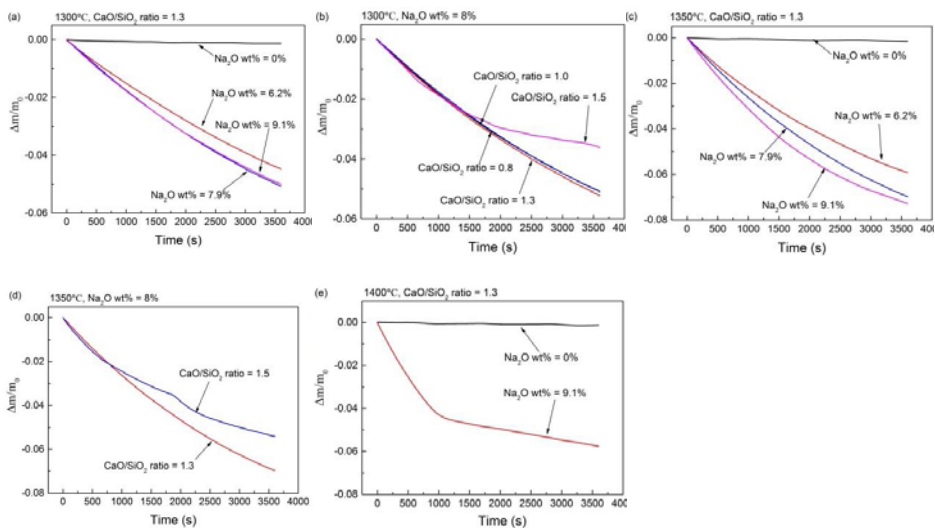 (a) 1300℃, CaO/SiO₂ ratio = 1.3
0.00
-0.02
-0.04
-0.06
Δm/m₀
Na₂O wt% = 0%
Na₂O wt% = 6.2%
Na₂O wt% = 9.1%
Na₂O wt% = 7.9%
0 500 1000 1500 2000 2500 3000 3500
Time (s)
(b) 1300℃, Na₂O wt% = 8%
0.00
-0.02
-0.04
-0.06
Δm/m₀
CaO/SiO₂ ratio = 1.0
CaO/SiO₂ ratio = 1.5
CaO/SiO₂ ratio = 0.8
CaO/SiO₂ ratio = 1.3
0 500 1000 1500 2000 2500 3000 3500
Time (s)
(c) 1350℃, CaO/SiO₂ ratio = 1.3
0.00
-0.02
-0.04
-0.06
-0.08
Δm/m₀
Na₂O wt% = 0%
Na₂O wt% = 6.2%
Na₂O wt% = 7.9%
Na₂O wt% = 9.1%
0 500 1000 1500 2000 2500 3000 3500 4000
Time (s)
(d) 1350℃, Na₂O wt% = 8%
0.00
-0.02
-0.04
-0.06
-0.08
Δm/m₀
CaO/SiO₂ ratio = 1.5
CaO/SiO₂ ratio = 1.3
0 500 1000 1500 2000 2500 3000 3500 4000
Time (s)
(e) 1400℃, CaO/SiO₂ ratio = 1.3
0.00
-0.02
-0.04
-0.06
-0.08
Δm/m₀
Na₂O wt% = 0%
Na₂O wt% = 9.1%
0 500 1000 1500 2000 2500 3000 3500 4000
Time (s)